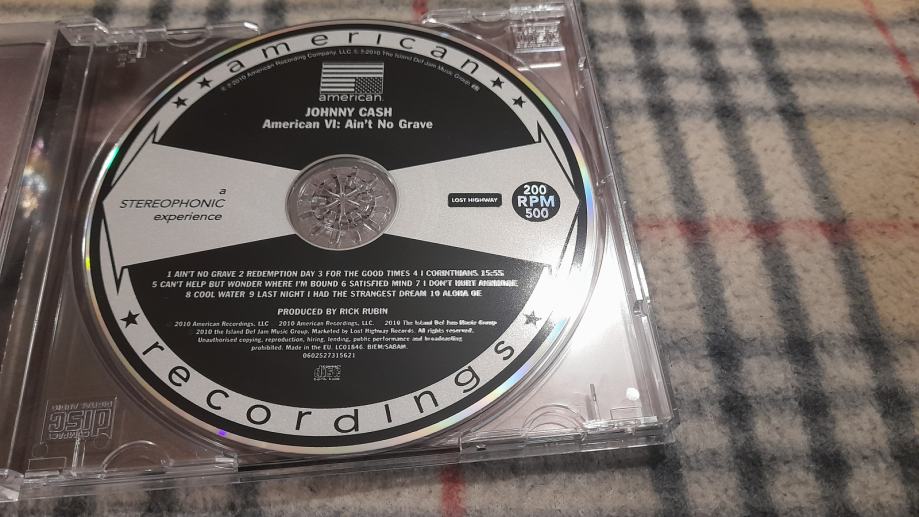 american
℗ © 2010 American Recording Company, LLC. © ℗ 2010 The Island Def Jam Music Group
american.
JOHNNY CASH
American VI: Ain't No Grave
a
STEREOPHONIC
experience
LOST HIGHWAY
200
RPM
500
1 AIN'T NO GRAVE 2 REDEMPTION DAY 3 FOR THE GOOD TIMES 4 I CORINTHIANS 15:55
5 CAN'T HELP BUT WONDER WHERE I'M BOUND 6 SATISFIED MIND 7 I DON'T HURT ANYMORE
8 COOL WATER 9 LAST NIGHT I HAD THE STRANGEST DREAM 10 ALOHA OE
PRODUCED BY RICK RUBIN
2010 American Recordings, LLC 2010 American Recordings, LLC. 2010 The Island Def Jam Music Group
2010 the Island Def Jam Music Group. Marketed by Lost Highway Records. All rights reserved.
Unauthorised copying, reproduction, hiring, lending, public performance and broadcasting
prohibited. Made in the EU. LC01846. BIEM/SABAM.
0602527315621
recordings
COMPACT
disc
DIGITAL AUDIO